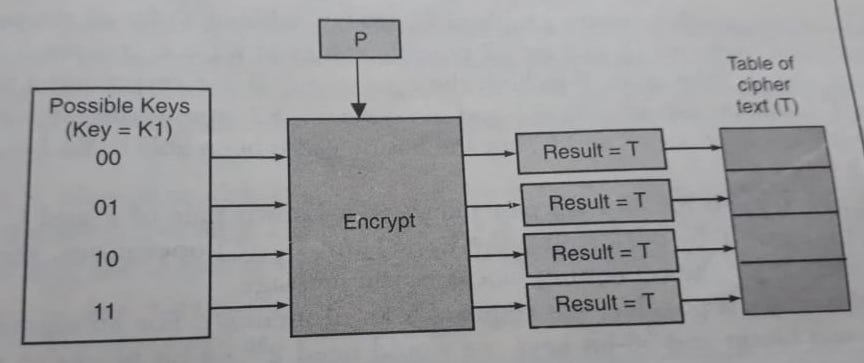 P
Table of
cipher
text (T)
Possible Keys
(Key = K1)
00
01
10
11
Encrypt
Result = T
Result = T
Result = T
Result = T